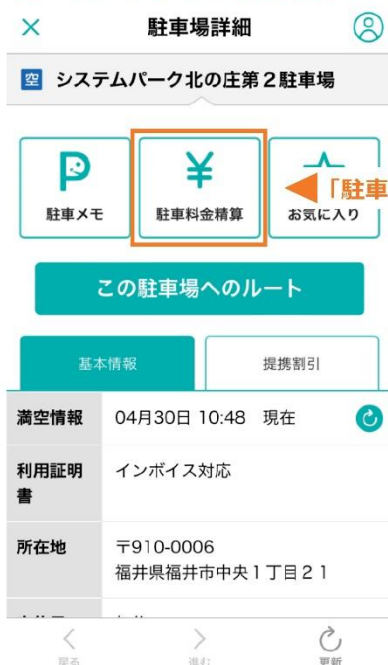 駐車場詳細
空 システムパーク北の庄第2駐車場
駐車メモ
¥
駐車料金精算
「駐車
お気に入り
この駐車場へのルート
基本情報
提携割引
満空情報 04月30日 10:48 現在
利用証明書 インボイス対応
所在地 〒910-0006
福井県福井市中央1丁目21
戻る
進む
更新